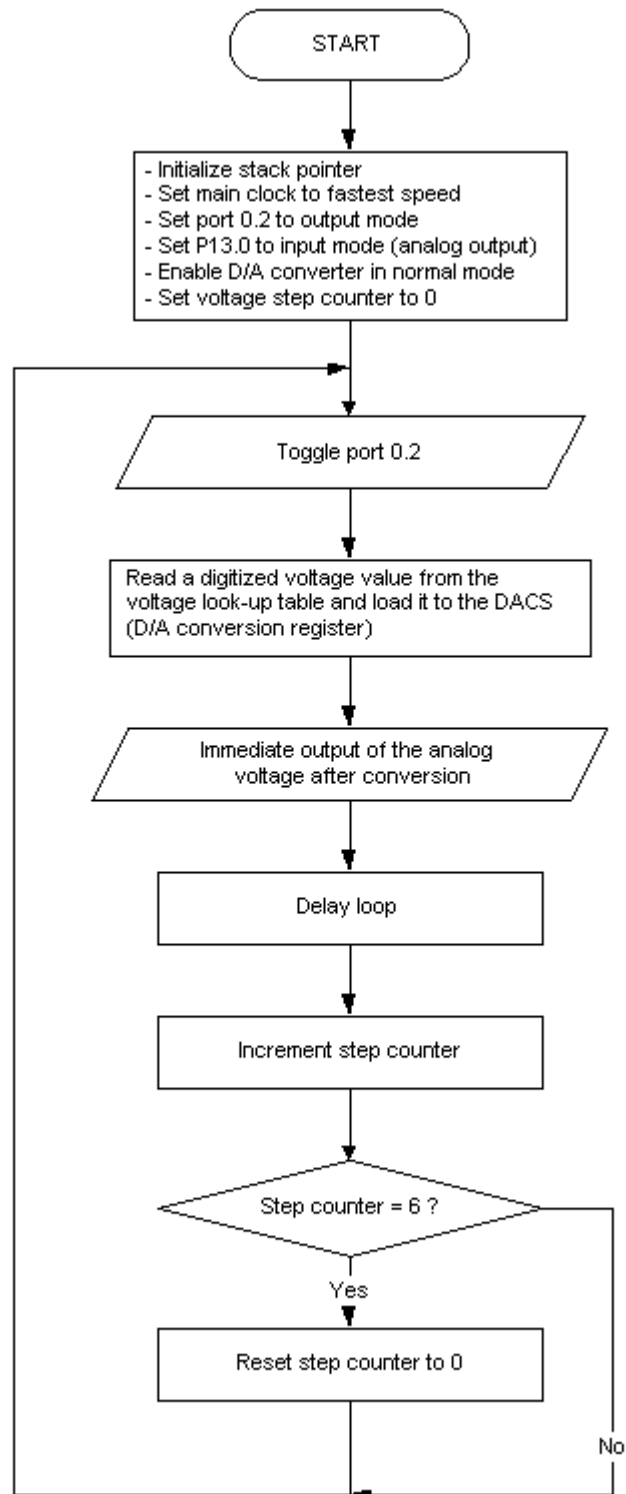 START
- Initialize stack pointer
- Set main clock to fastest speed
- Set port 0.2 to output mode
- Set P13.0 to input mode (analog output)
- Enable D/A converter in normal mode
- Set voltage step counter to 0
Toggle port 0.2
Read a digitized voltage value from the
voltage look-up table and load it to the DACS
(D/A conversion register)
Immediate output of the analog
voltage after conversion
Delay loop
Increment step counter
Step counter = 6 ?
Yes
Reset step counter to 0
No